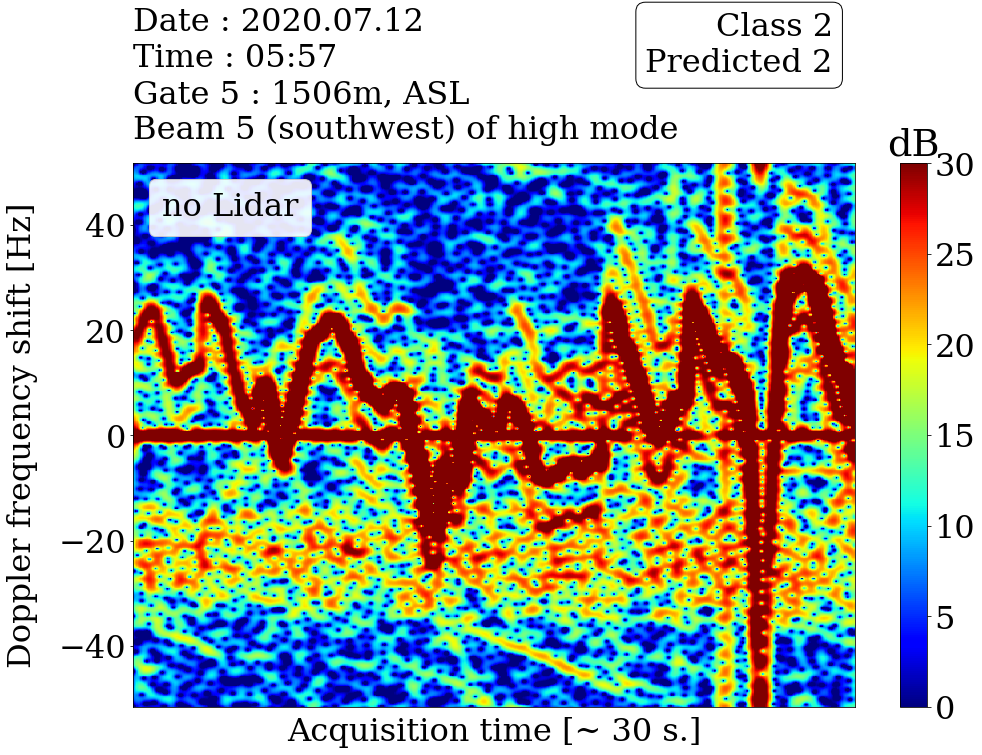 Date : 2020.07.12
Time : 05:57
Gate 5 : 1506m, ASL
Beam 5 (southwest) of high mode
Class 2
Predicted 2
dB
no Lidar
Doppler frequency shift [Hz]
40
20
0
−20
−40
30
25
20
15
10
5
0
Acquisition time [~ 30 s.]